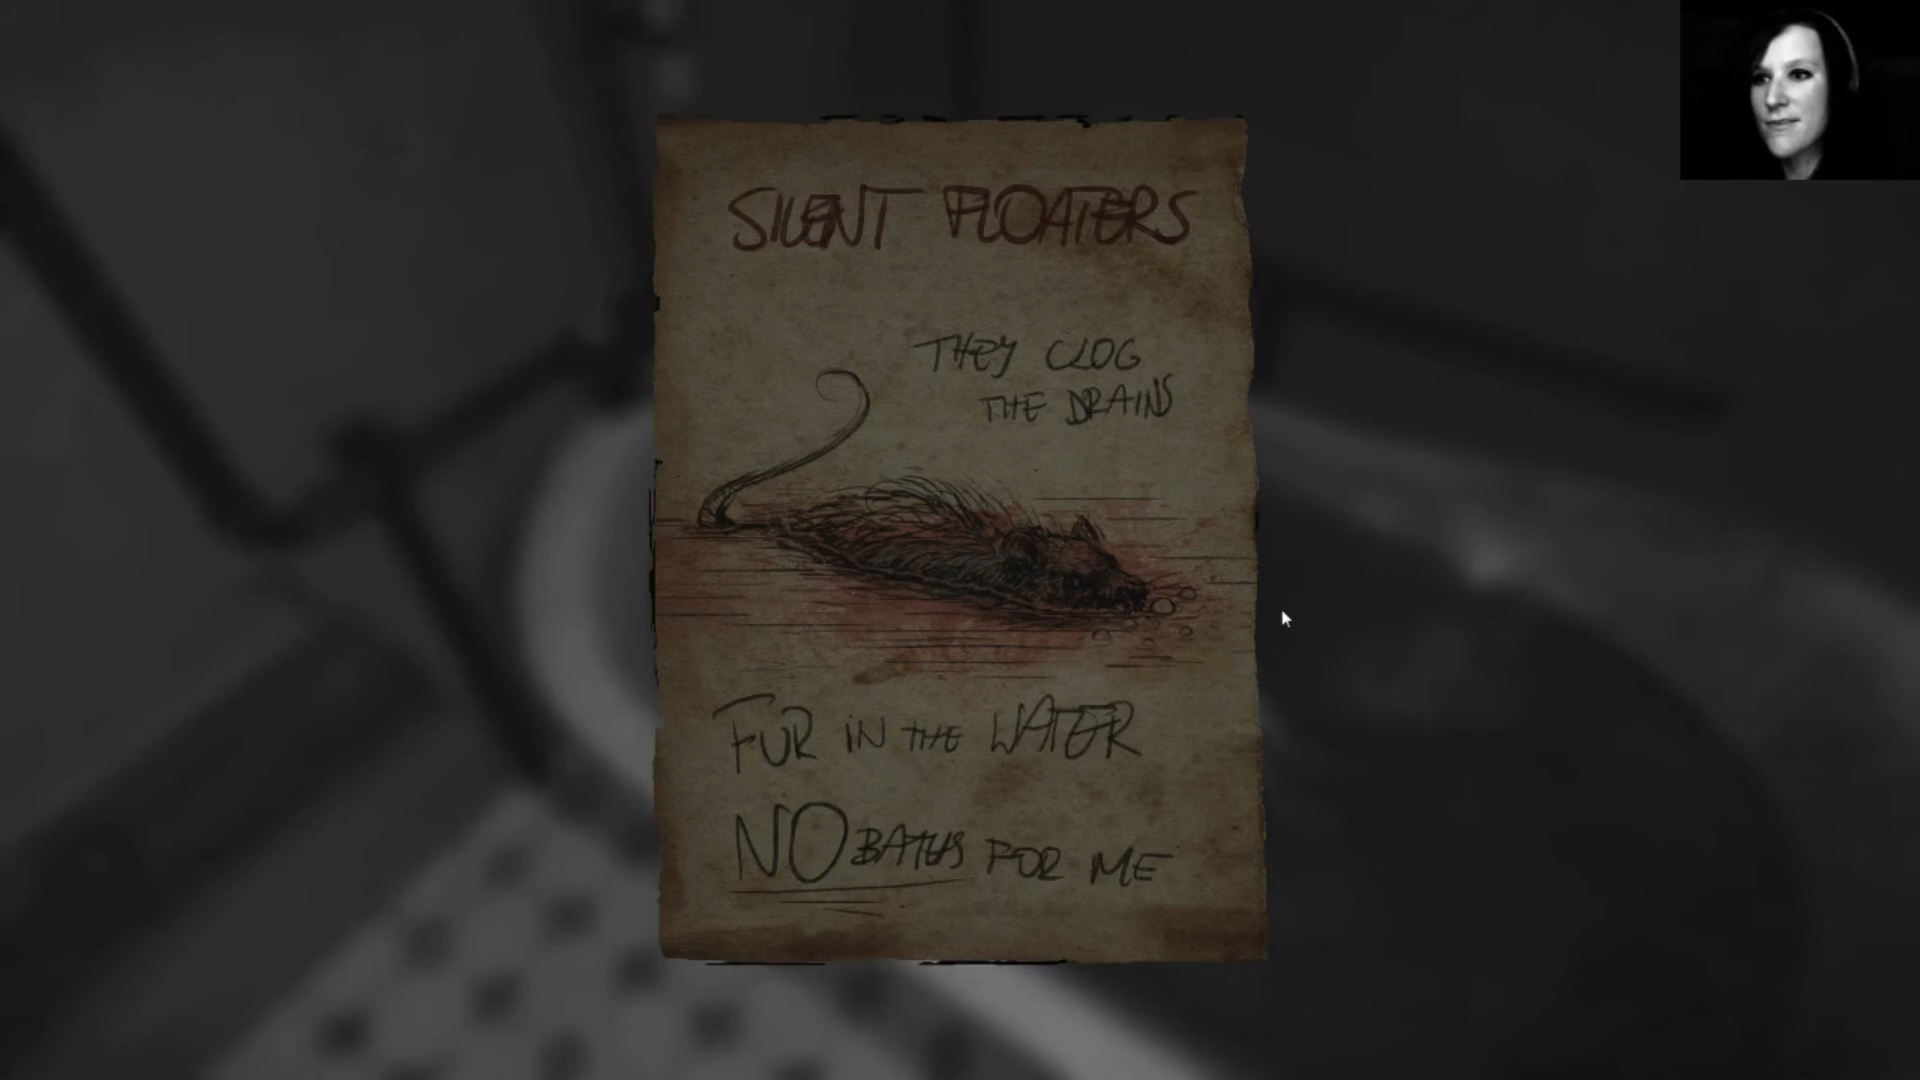 SILENT FLOATERS
THEY CLOG
THE DRAINS
FUR IN THE WATER
NO BATHS FOR ME